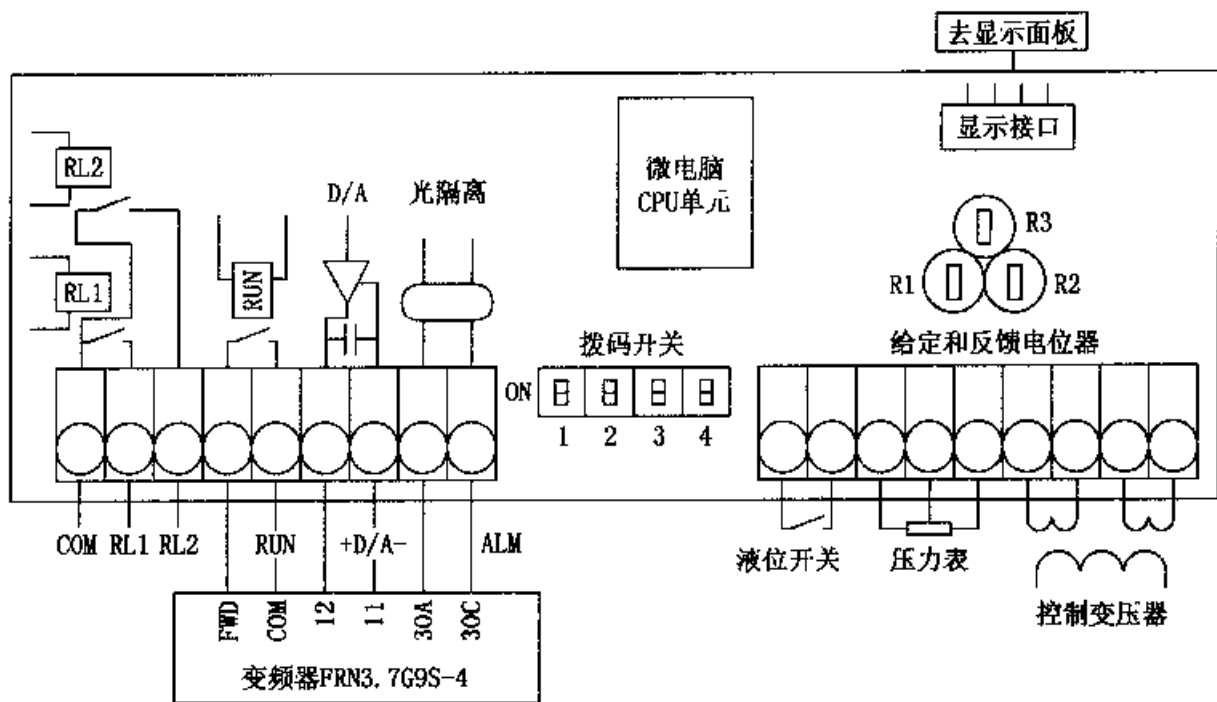 去显示面板
显示接口
RL2
微电脑
CPU单元
D/A
光隔离
R3
RL1
RUN
R1
R2
拨码开关
给定和反馈电位器
ON
1 2 3 4
COM RL1 RL2 RUN +D/A- ALM
液位开关
压力表
控制变压器
FWD COM 12 11 30A 30C
变频器FRN3.7G9S-4